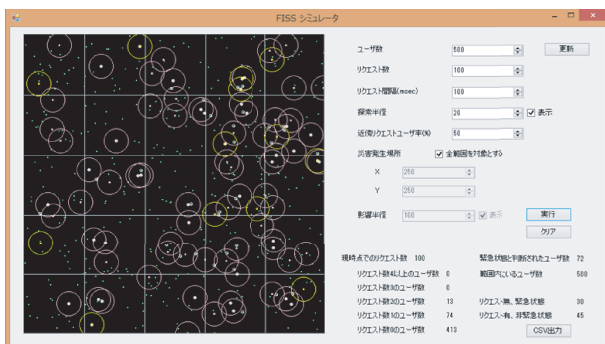 FISS シミュレータ
ユーザ数 500 更新
リクエスト数 100
リクエスト間隔(msec) 100
探索半径 20 表示
近傍リクエストユーザ率(%) 50
災害発生場所 全範囲を対象とする
X 250
Y 250
影響半径 100 表示 実行
クリア
現時点でのリクエスト数 100 緊急状態と判断されたユーザ数 72
リクエスト数4以上のユーザ数 0 範囲内にいるユーザ数 500
リクエスト数3のユーザ数 0
リクエスト数2のユーザ数 13 リクエスト無、緊急状態 30
リクエスト数1のユーザ数 74 リクエスト有、非緊急状態 45
リクエスト数0のユーザ数 413 CSV出力